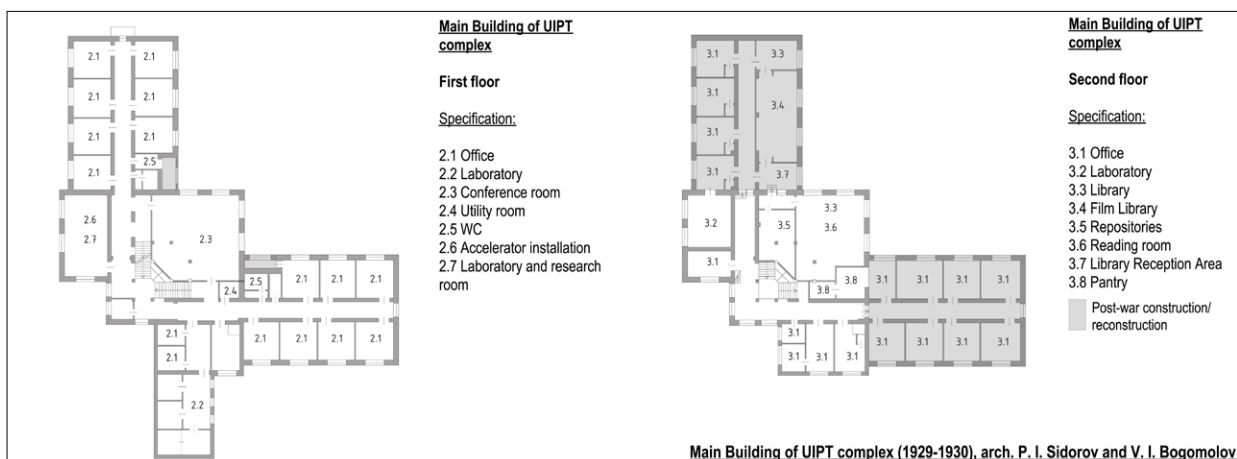 Main Building of UIPT
complex
First floor
Specification:
2.1 Office
2.2 Laboratory
2.3 Conference room
2.4 Utility room
2.5 WC
2.6 Accelerator installation
2.7 Laboratory and research
room
2.1 2.1
2.1 2.1
2.1 2.1
2.1 2.5
2.6
2.7
2.3
2.5 2.1 2.1 2.1
2.4
2.1 2.1 2.1 2.1
2.1
2.1
2.2
Main Building of UIPT
complex
Second floor
Specification:
3.1 Office
3.2 Laboratory
3.3 Library
3.4 Film Library
3.5 Repositories
3.6 Reading room
3.7 Library Reception Area
3.8 Pantry
Post-war construction/
reconstruction
3.1 3.3
3.1 3.4
3.1
3.1 3.7
3.2 3.5 3.3
3.6
3.1
3.8 3.8 3.1 3.1 3.1 3.1
3.1 3.1 3.1 3.1 3.1
3.1 3.1 3.1
Main Building of UIPT complex (1929-1930), arch. P. I. Sidorov and V. I. Bogomolov